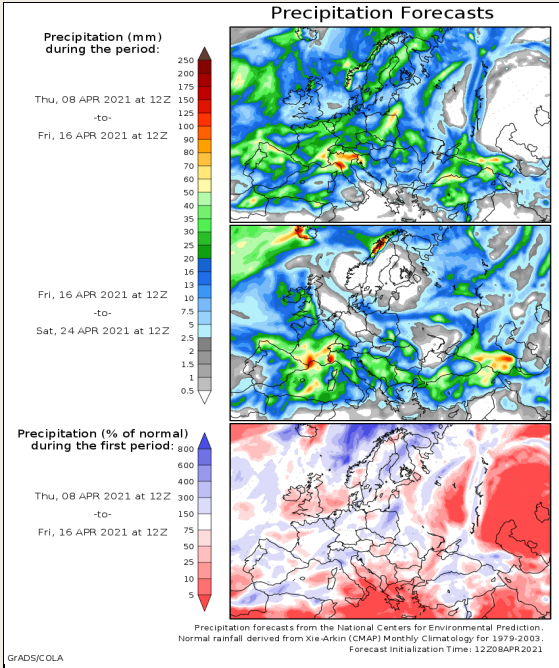 Precipitation Forecasts
Precipitation (mm)
during the period:
250
200
175
150
125
100
90
80
70
60
50
40
35
30
25
20
16
13
10
7.5
5
2.5
2
1.5
1
0.5
Thu, 08 APR 2021 at 12Z
-to-
Fri, 16 APR 2021 at 12Z
Fri, 16 APR 2021 at 12Z
-to-
Sat, 24 APR 2021 at 12Z
Precipitation (% of normal)
during the first period:
800
600
400
300
150
75
50
25
10
5
Thu, 08 APR 2021 at 12Z
-to-
Fri, 16 APR 2021 at 12Z
Precipitation forecasts from the National Centers for Environmental Prediction.
Normal rainfall derived from Xie-Arkin (CMAP) Monthly Climatology for 1979-2003.
Forecast Initialization Time: 12Z08APR2021
GrADS/COLA